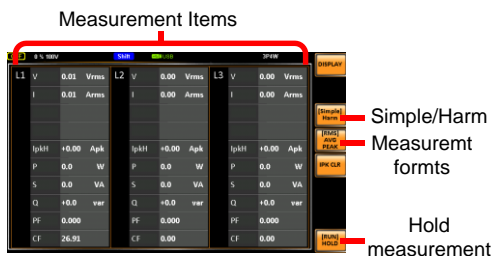 Measurement Items
0 % 100V Shift USB 3P4W
DISPLAY
L1 V 0.01 Vrms L2 V 0.00 Vrms L3 V 0.00 Vrms
I 0.01 Arms I 0.00 Arms I 0.00 Arms
[Simple]
Harm
Simple/Harm
[RMS]
AVG
PEAK
Measuremt
formts
IpkH +0.00 Apk IpkH +0.00 Apk IpkH +0.00 Apk
P 0.0 W P 0.0 W P 0.0 W
IPK CLR
S 0.0 VA S 0.0 VA S 0.0 VA
Q +0.0 var Q +0.0 var Q +0.0 var
PF 0.000 PF 0.000 PF 0.000
CF 26.91 CF 0.00 CF 0.00
[RUN]
HOLD
Hold
measurement